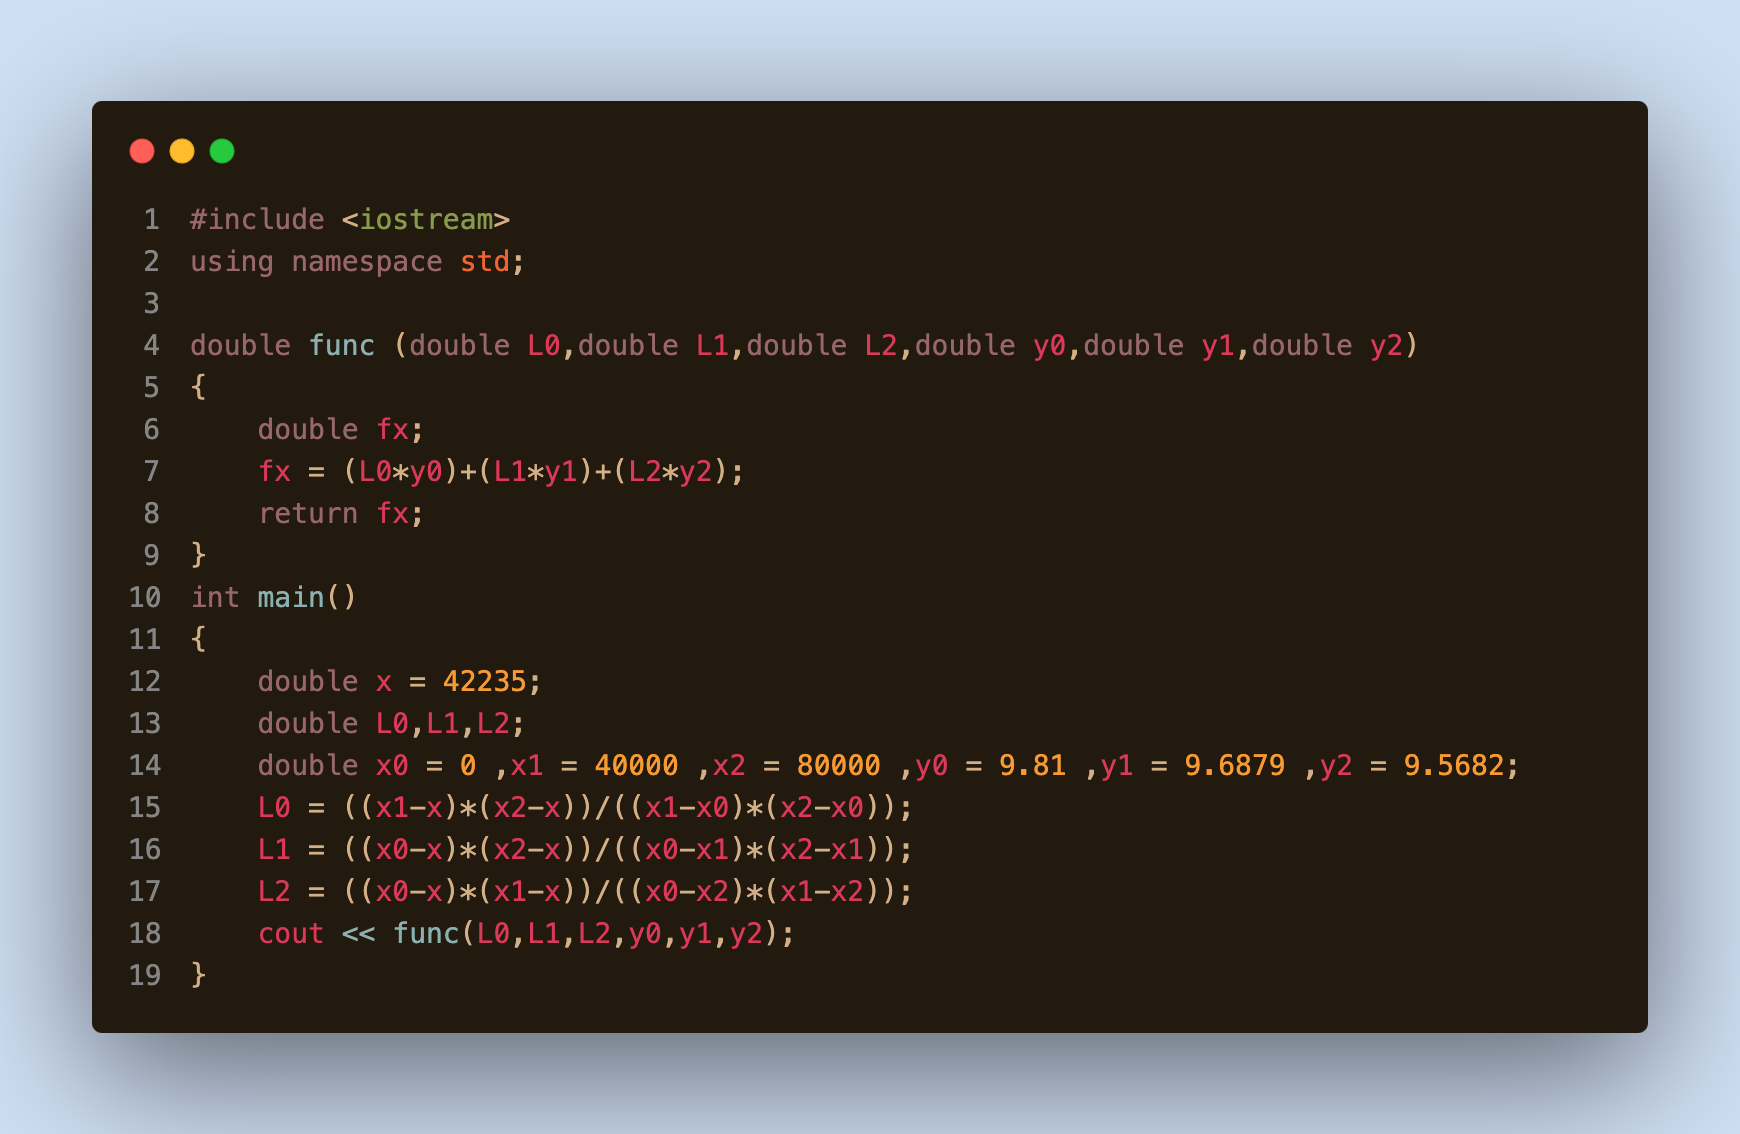 1 #include <iostream>
2 using namespace std;
3
4 double func (double L0,double L1,double L2,double y0,double y1,double y2)
5 {
6     double fx;
7     fx = (L0*y0)+(L1*y1)+(L2*y2);
8     return fx;
9 }
10 int main()
11 {
12     double x = 42235;
13     double L0,L1,L2;
14     double x0 = 0 ,x1 = 40000 ,x2 = 80000 ,y0 = 9.81 ,y1 = 9.6879 ,y2 = 9.5682;
15     L0 = ((x1-x)*(x2-x))/((x1-x0)*(x2-x0));
16     L1 = ((x0-x)*(x2-x))/((x0-x1)*(x2-x1));
17     L2 = ((x0-x)*(x1-x))/((x0-x2)*(x1-x2));
18     cout << func(L0,L1,L2,y0,y1,y2);
19 }